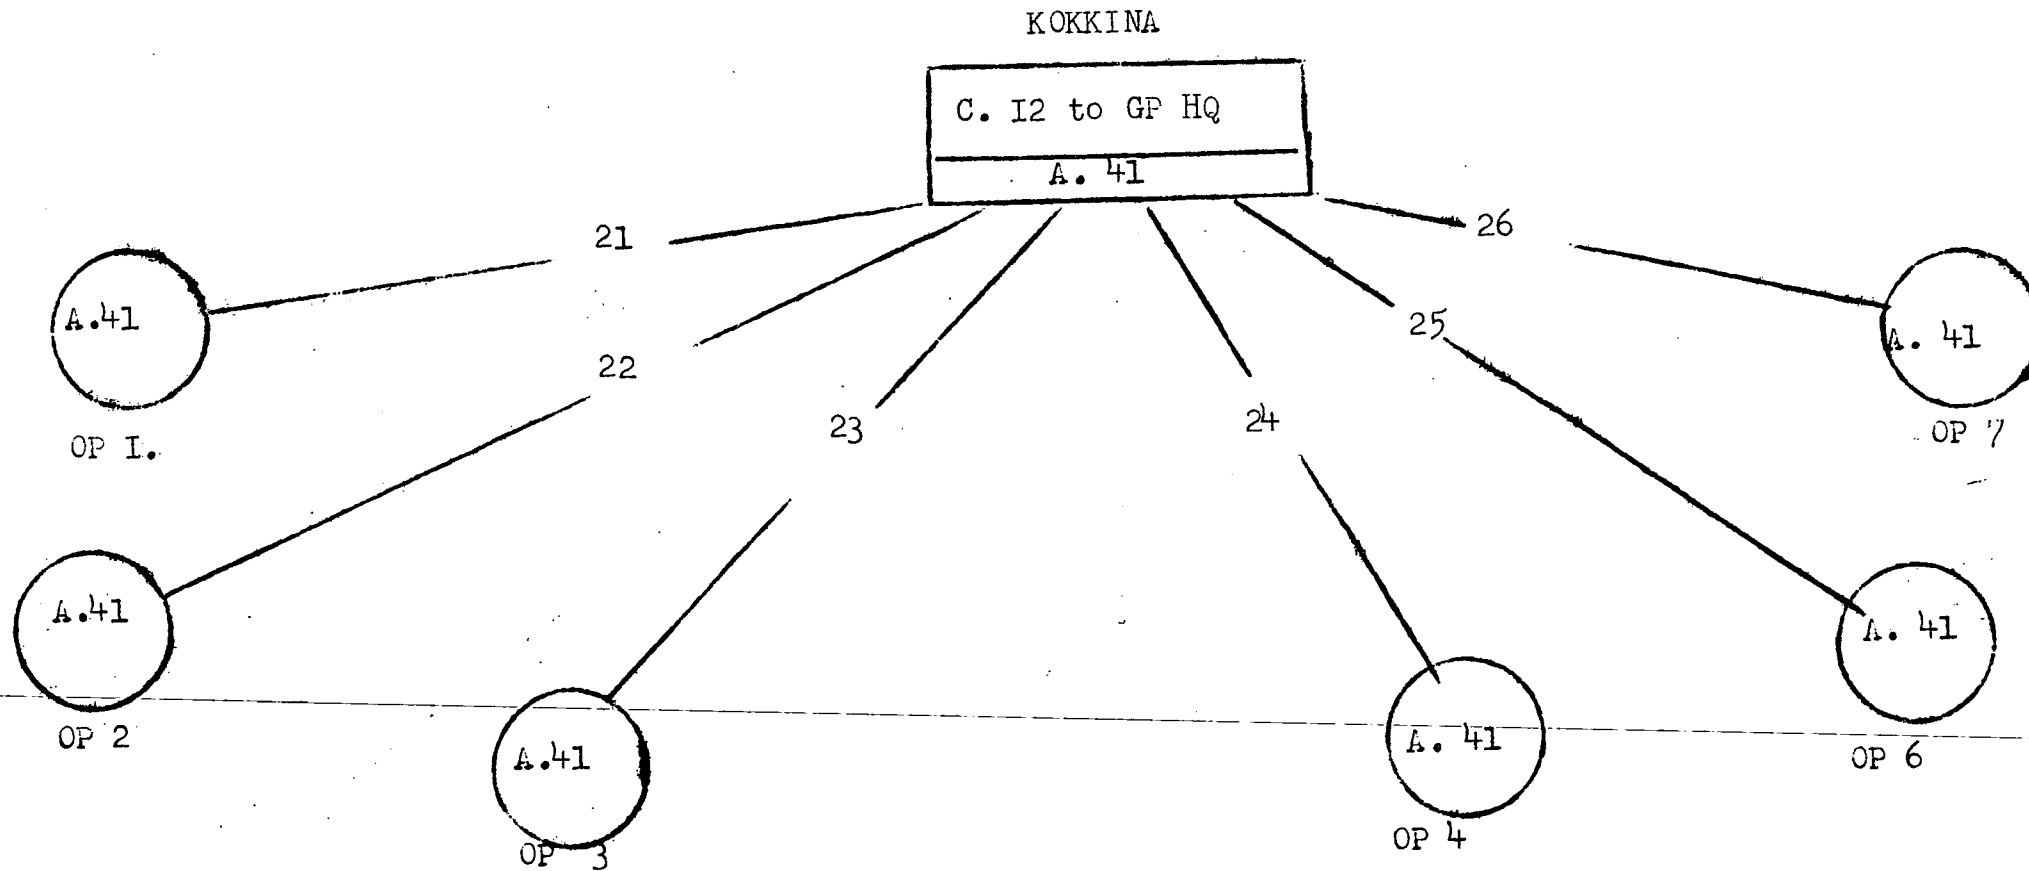 KOKKINA
C. I2 to GP HQ
A. 41
21
26
A.41
OP I.
22
23
24
25
A. 41
OP 7
A.41
OP 2
A.41
OP 3
A. 41
OP 4
A. 41
OP 6